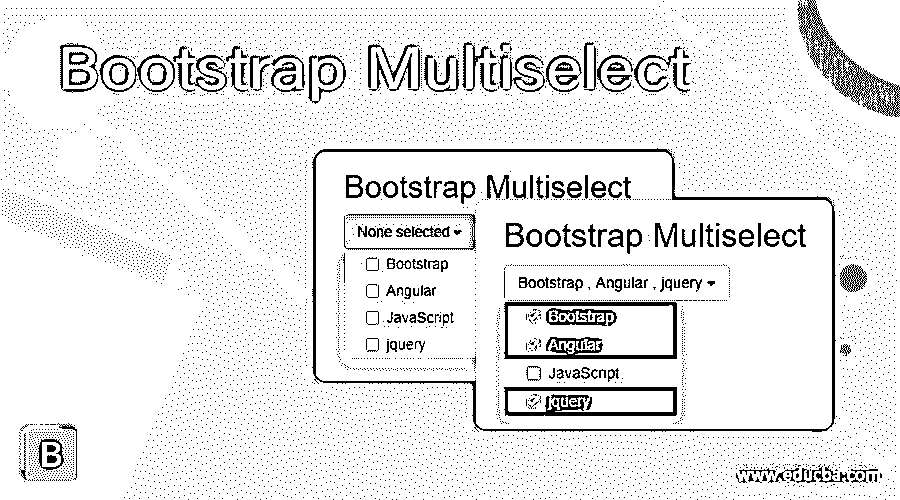 Bootstrap Multiselect
Bootstrap Multiselect
None selected
Bootstrap
Angular
JavaScript
jquery
Bootstrap Multiselect
Bootstrap , Angular , jquery
Bootstrap
Angular
JavaScript
jquery
B
www.educba.com